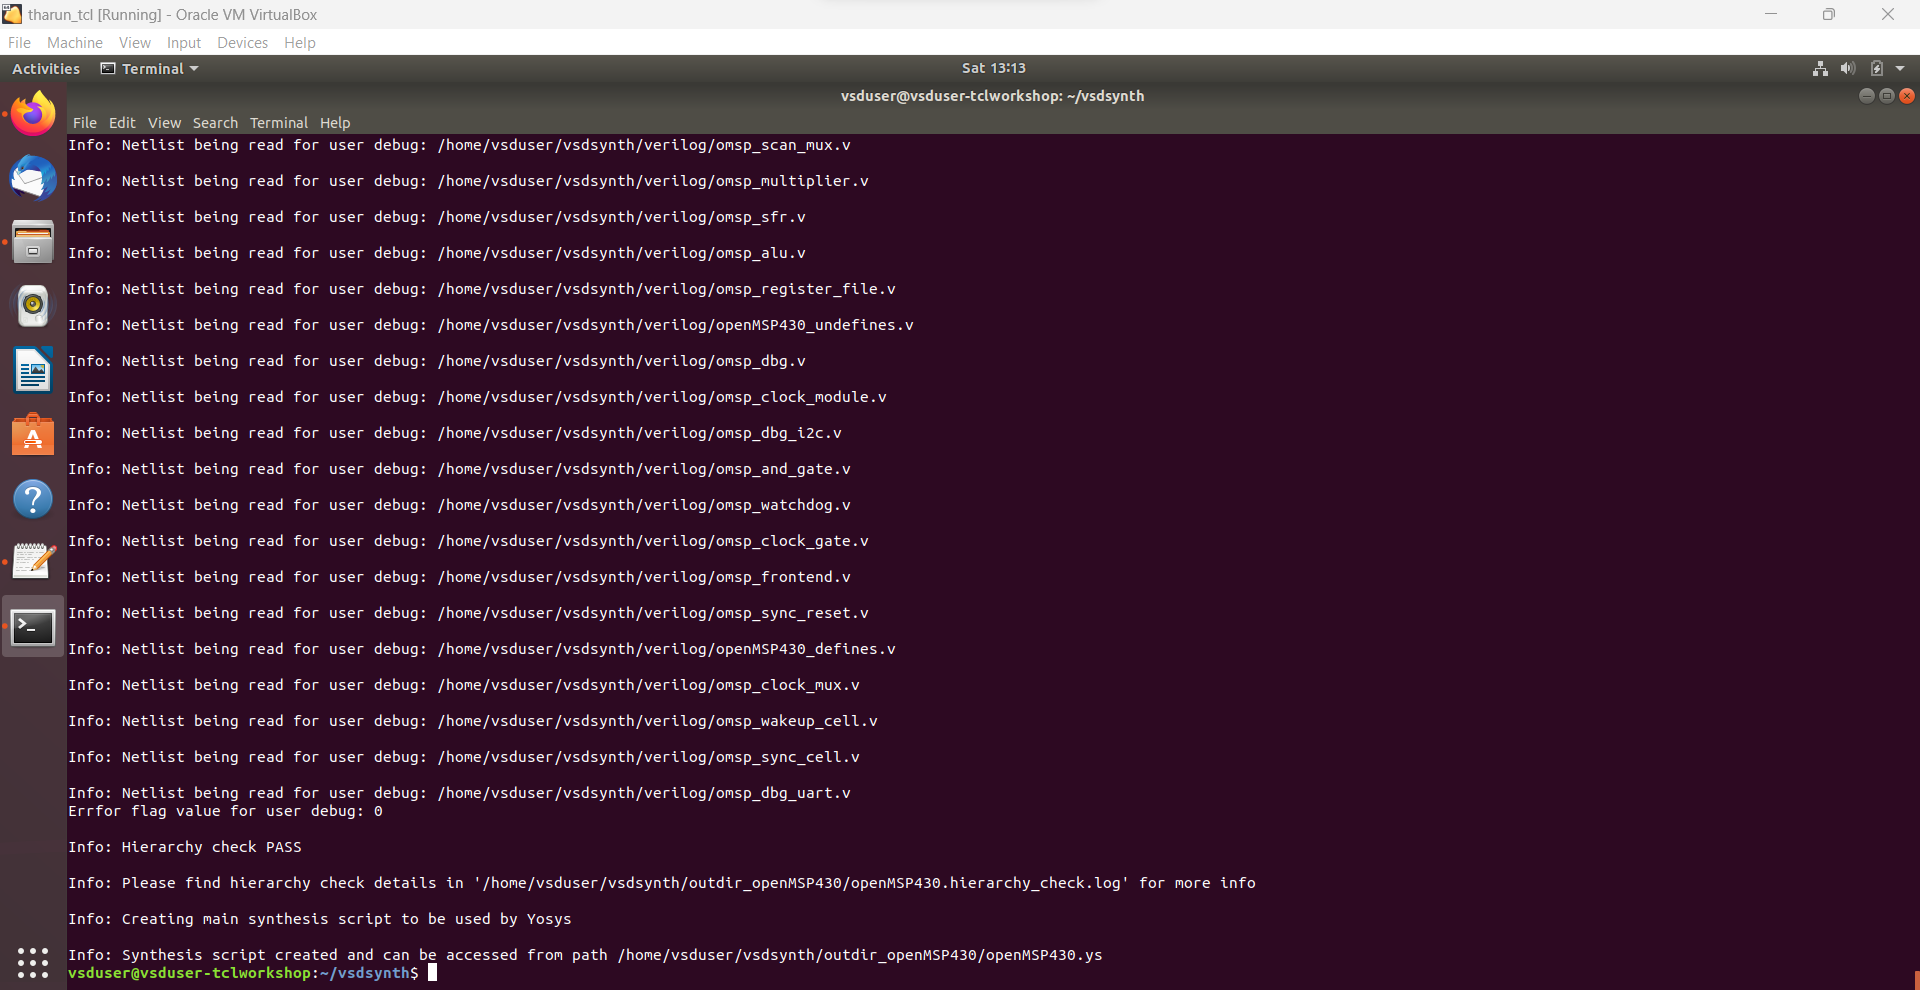 tharun_tcl [Running] - Oracle VM VirtualBox
File Machine View Input Devices Help
Activities Terminal Sat 13:13
vsduser@vsduser-tclworkshop: ~/vsdsynth
File Edit View Search Terminal Help
Info: Netlist being read for user debug: /home/vsduser/vsdsynth/verilog/omsp_scan_mux.v
Info: Netlist being read for user debug: /home/vsduser/vsdsynth/verilog/omsp_multiplier.v
Info: Netlist being read for user debug: /home/vsduser/vsdsynth/verilog/omsp_sfr.v
Info: Netlist being read for user debug: /home/vsduser/vsdsynth/verilog/omsp_alu.v
Info: Netlist being read for user debug: /home/vsduser/vsdsynth/verilog/omsp_register_file.v
Info: Netlist being read for user debug: /home/vsduser/vsdsynth/verilog/openMSP430_undefines.v
Info: Netlist being read for user debug: /home/vsduser/vsdsynth/verilog/omsp_dbg.v
Info: Netlist being read for user debug: /home/vsduser/vsdsynth/verilog/omsp_clock_module.v
Info: Netlist being read for user debug: /home/vsduser/vsdsynth/verilog/omsp_dbg_i2c.v
Info: Netlist being read for user debug: /home/vsduser/vsdsynth/verilog/omsp_and_gate.v
Info: Netlist being read for user debug: /home/vsduser/vsdsynth/verilog/omsp_watchdog.v
Info: Netlist being read for user debug: /home/vsduser/vsdsynth/verilog/omsp_clock_gate.v
Info: Netlist being read for user debug: /home/vsduser/vsdsynth/verilog/omsp_frontend.v
Info: Netlist being read for user debug: /home/vsduser/vsdsynth/verilog/omsp_sync_reset.v
Info: Netlist being read for user debug: /home/vsduser/vsdsynth/verilog/openMSP430_defines.v
Info: Netlist being read for user debug: /home/vsduser/vsdsynth/verilog/omsp_clock_mux.v
Info: Netlist being read for user debug: /home/vsduser/vsdsynth/verilog/omsp_wakeup_cell.v
Info: Netlist being read for user debug: /home/vsduser/vsdsynth/verilog/omsp_sync_cell.v
Info: Netlist being read for user debug: /home/vsduser/vsdsynth/verilog/omsp_dbg_uart.v
Errfor flag value for user debug: 0
Info: Hierarchy check PASS
Info: Please find hierarchy check details in '/home/vsduser/vsdsynth/outdir_openMSP430/openMSP430.hierarchy_check.log' for more info
Info: Creating main synthesis script to be used by Yosys
Info: Synthesis script created and can be accessed from path /home/vsduser/vsdsynth/outdir_openMSP430/openMSP430.ys
vsduser@vsduser-tclworkshop:~/vsdsynth$